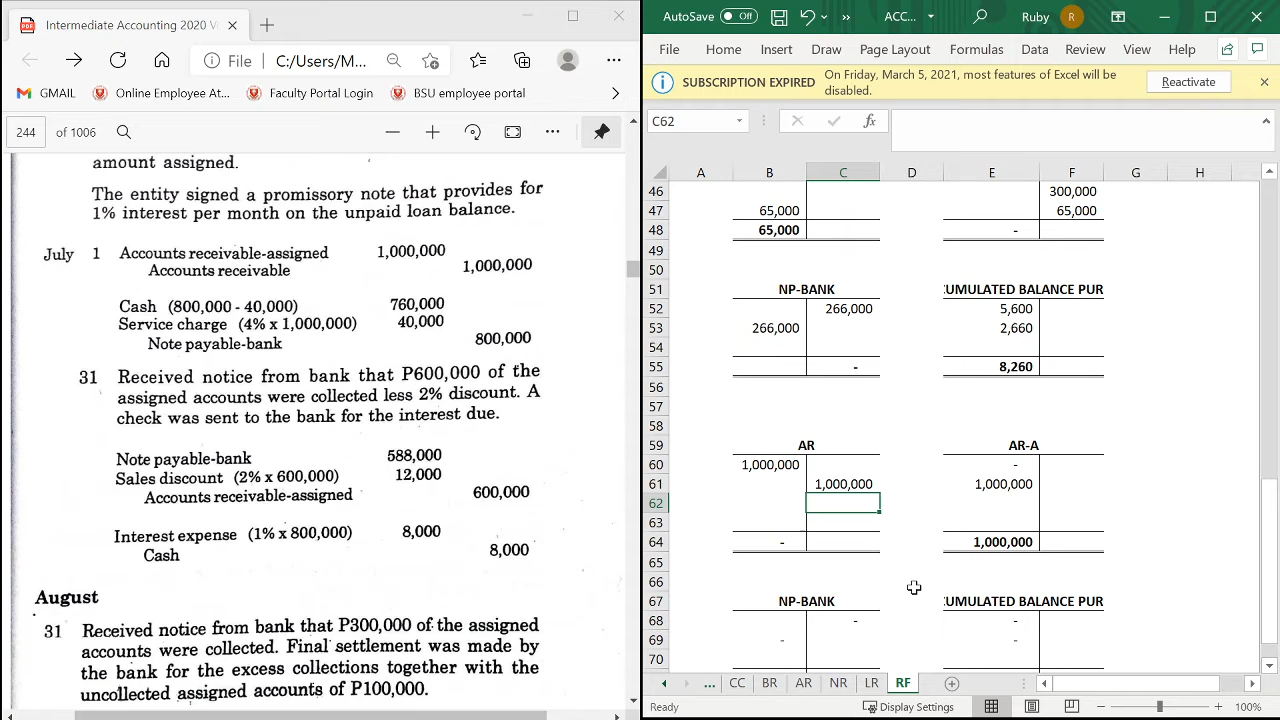 Intermediate Accounting 2020 V
File
C:/Users/M...
GMAIL
Online Employee At...
Faculty Portal Login
BSU employee portal
244
of 1006
amount assigned.
The entity signed a promissory note that provides for
1% interest per month on the unpaid loan balance.
July 1 Accounts receivable-assigned 1,000,000
Accounts receivable 1,000,000
Cash (800,000 - 40,000) 760,000
Service charge (4% x 1,000,000) 40,000
Note payable-bank 800,000
31 Received notice from bank that P600,000 of the
assigned accounts were collected less 2% discount. A
check was sent to the bank for the interest due.
Note payable-bank 588,000
Sales discount (2% x 600,000) 12,000
Accounts receivable-assigned 600,000
Interest expense (1% x 800,000) 8,000
Cash 8,000
August
31 Received notice from bank that P300,000 of the assigned
accounts were collected. Final settlement was made by
the bank for the excess collections together with the
uncollected assigned accounts of P100,000.
AutoSave Off
ACC...
Ruby R
File Home Insert Draw Page Layout Formulas Data Review View Help
SUBSCRIPTION EXPIRED On Friday, March 5, 2021, most features of Excel will be
disabled.
Reactivate
C62
fx
A B C D E F G H
46 300,000
47 65,000 65,000
48 65,000 -
49
50
51 NP-BANK CUMULATED BALANCE PUR
52 266,000 5,600
53 266,000 2,660
54
55 - 8,260
56
57
58
59 AR AR-A
60 1,000,000 -
61 1,000,000 1,000,000
62
63
64 - 1,000,000
65
66
67 NP-BANK CUMULATED BALANCE PUR
68 - -
69 - -
70
... CC BR AR NR LR RF
Ready
Display Settings
100%